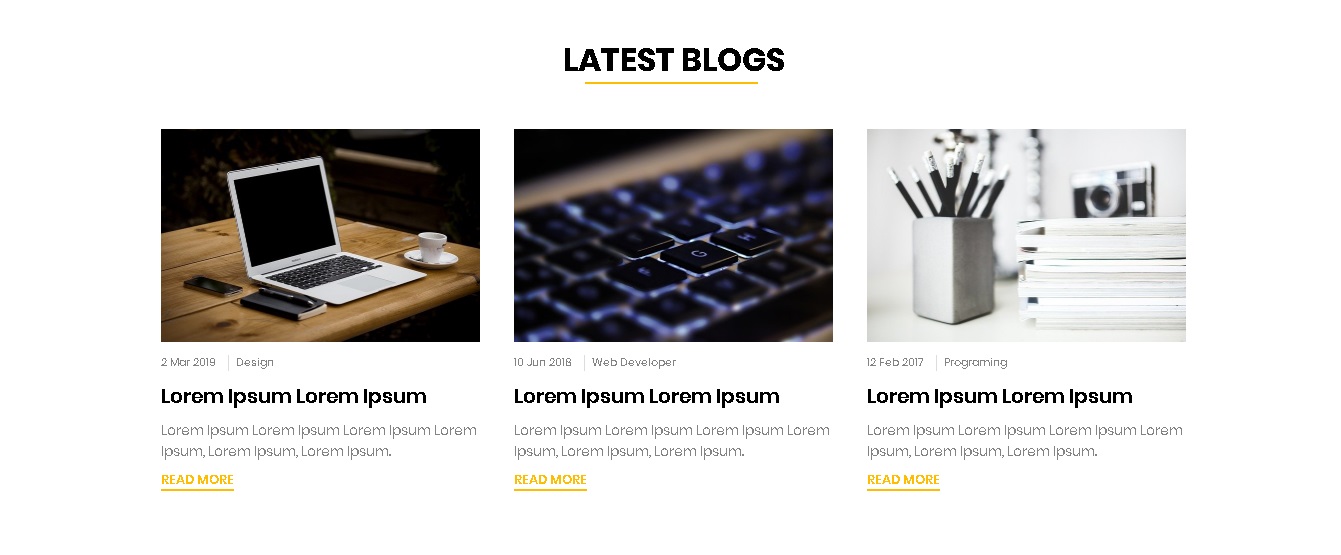 LATEST BLOGS
2 Mar 2019 | Design
Lorem Ipsum Lorem Ipsum
Lorem Ipsum Lorem Ipsum Lorem Ipsum Lorem
Ipsum, Lorem Ipsum, Lorem Ipsum.
READ MORE
G
H
F
10 Jun 2018 | Web Developer
Lorem Ipsum Lorem Ipsum
Lorem Ipsum Lorem Ipsum Lorem Ipsum Lorem
Ipsum, Lorem Ipsum, Lorem Ipsum.
READ MORE
12 Feb 2017 | Programing
Lorem Ipsum Lorem Ipsum
Lorem Ipsum Lorem Ipsum Lorem Ipsum Lorem
Ipsum, Lorem Ipsum, Lorem Ipsum.
READ MORE